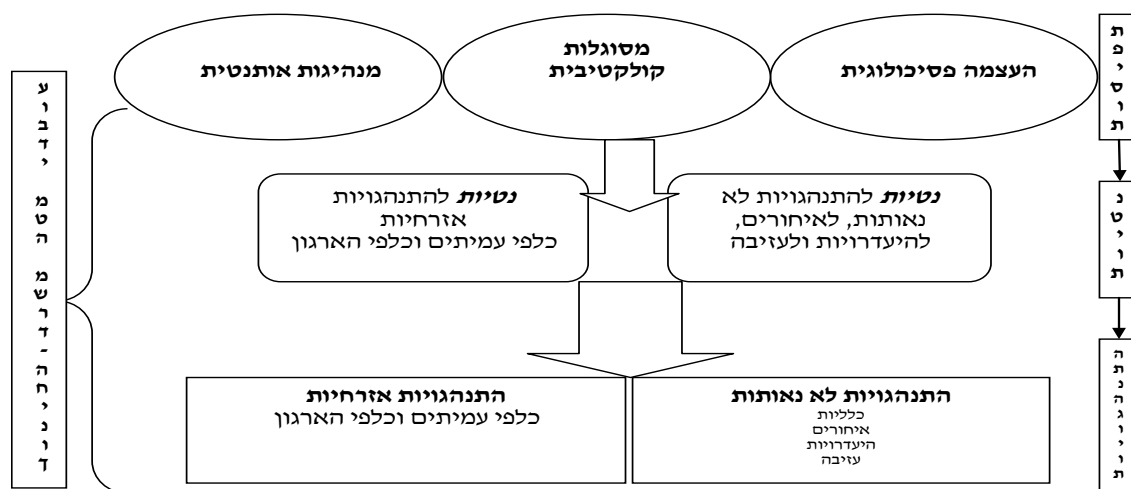 תפיסות
העצמה פסיכולוגית
מסוגלות
קולקטיבית
מנהיגות אותנטית
נטיות
נטיות להתנהגויות לא
נאותות, לאיחורים,
להיעדרויות ולעזיבה
נטיות להתנהגויות
אזרחיות
כלפי עמיתים וכלפי הארגון
התנהגויות
התנהגויות לא נאותות
כלליות
איחורים
היעדרויות
עזיבה
התנהגויות אזרחיות
כלפי עמיתים וכלפי הארגון
עובדי מטה משרד-החינוך